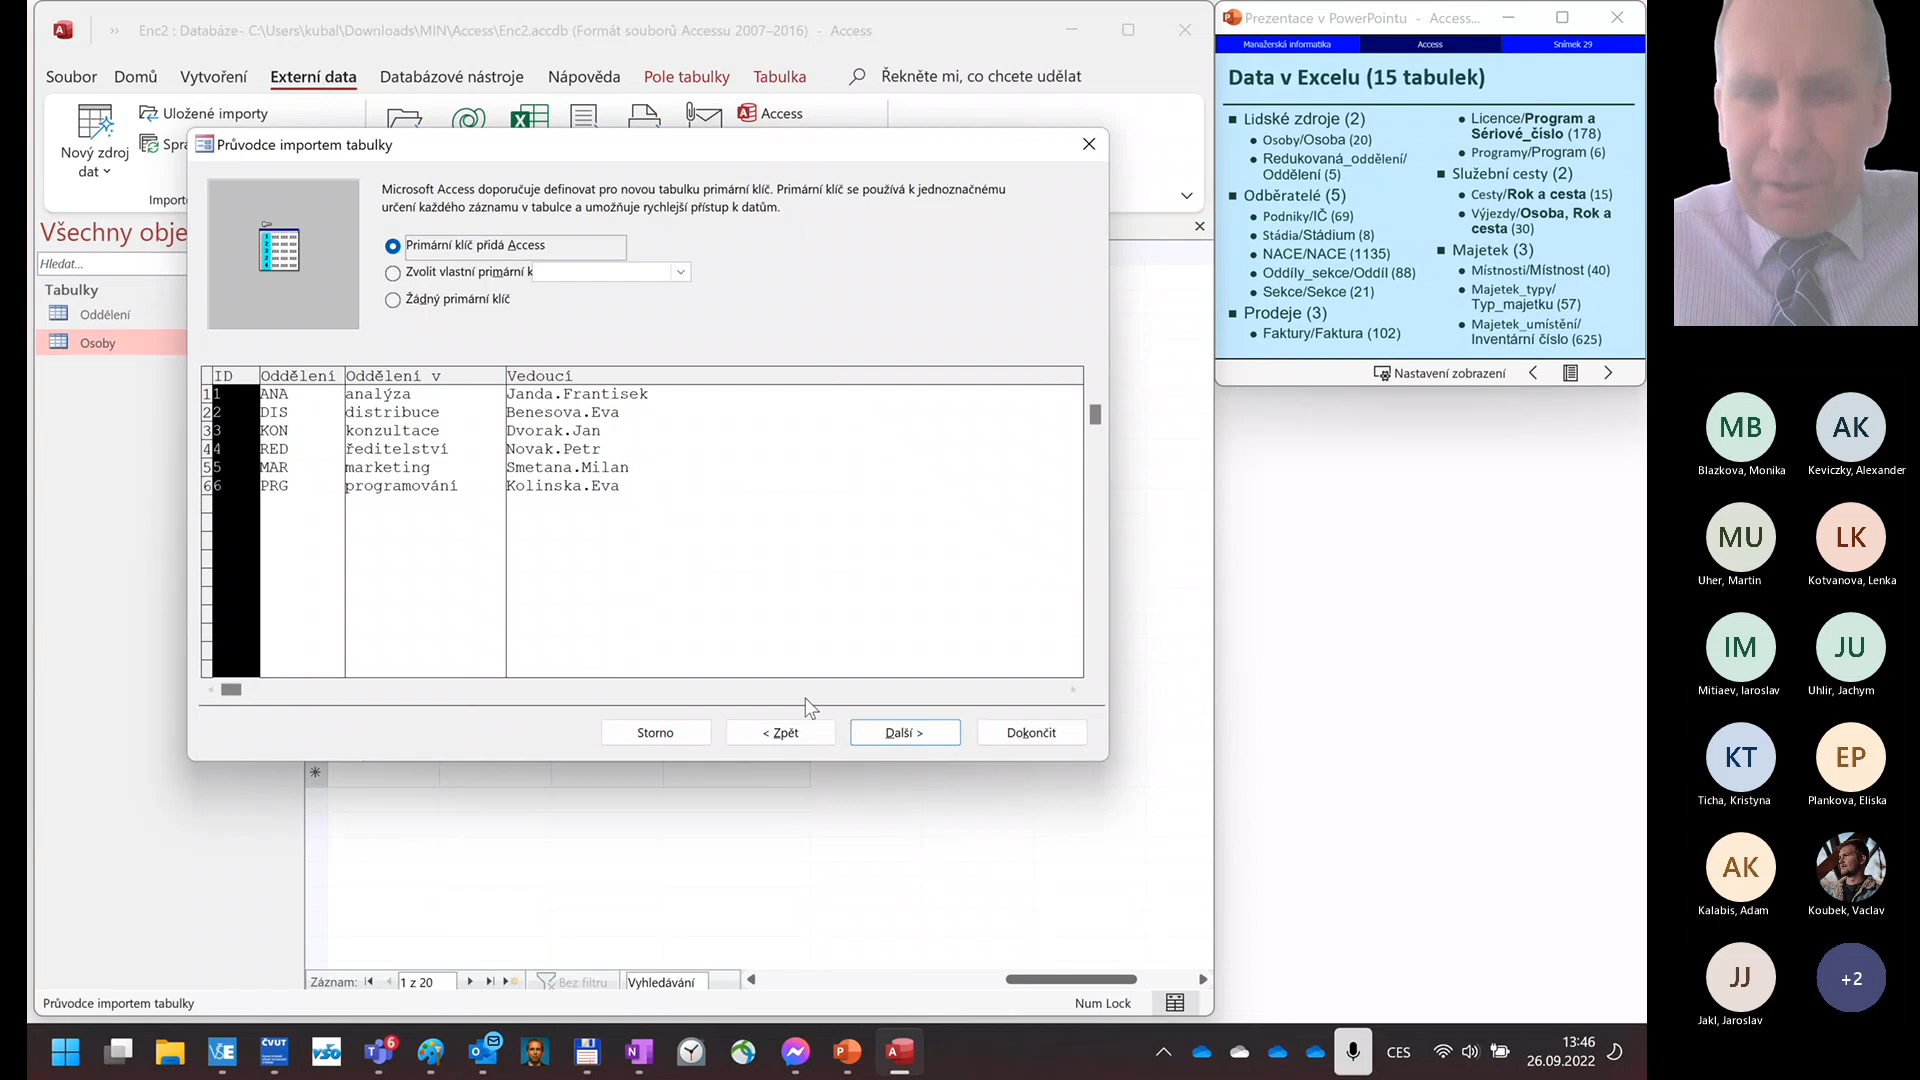 Enc2 : Databáze- C:\Users\kubal\Downloads\MIN\Access\Enc2.accdb (Formát souborů Accessu 2007–2016) - Access
Soubor Domů Vytvoření Externí data Databázové nástroje Nápověda Pole tabulky Tabulka Řekněte mi, co chcete udělat
Nový zdroj dat
Uložené importy
Access
Všechny obje
Hledat...
Tabulky
Oddělení
Osoby
Průvodce importem tabulky
Microsoft Access doporučuje definovat pro novou tabulku primární klíč. Primární klíč se používá k jednoznačnému
určení každého záznamu v tabulce a umožňuje rychlejší přístup k datům.
Primární klíč přidá Access
Zvolit vlastní primární k
Žádný primární klíč
ID Oddělení Oddělení v Vedoucí
1 1 ANA analýza Janda.Frantisek
2 2 DIS distribuce Benesova.Eva
3 3 KON konzultace Dvorak.Jan
4 4 RED ředitelství Novak.Petr
5 5 MAR marketing Smetana.Milan
6 6 PRG programování Kolinska.Eva
Storno < Zpět Další > Dokončit
Záznam: 1 z 20 Bez filtru Vyhledávání
Průvodce importem tabulky
Num Lock
Prezentace v PowerPointu - Access...
Manažerská informatika Access Snímek 29
Data v Excelu (15 tabulek)
Lidské zdroje (2)
Osoby/Osoba (20)
Redukovaná_oddělení/
Oddělení (5)
Odběratelé (5)
Podniky/IČ (69)
Stádia/Stádium (8)
NACE/NACE (1135)
Oddíly_sekce/Oddíl (88)
Sekce/Sekce (21)
Prodeje (3)
Faktury/Faktura (102)
Licence/Program a
Sériové_číslo (178)
Programy/Program (6)
Služební cesty (2)
Cesty/Rok a cesta (15)
Výjezdy/Osoba, Rok a
cesta (30)
Majetek (3)
Místnosti/Místnost (40)
Majetek_typy/
Typ_majetku (57)
Majetek_umístění/
Inventární číslo (625)
Nastavení zobrazení
MB
Blazkova, Monika
AK
Keviczky, Alexander
MU
Uher, Martin
LK
Kotvanova, Lenka
IM
Mitiaev, Iaroslav
JU
Uhlir, Jachym
KT
Ticha, Kristyna
EP
Plankova, Eliska
AK
Kalabis, Adam
Koubek, Vaclav
JJ
Jakl, Jaroslav
+2
CES
13:46
26.09.2022